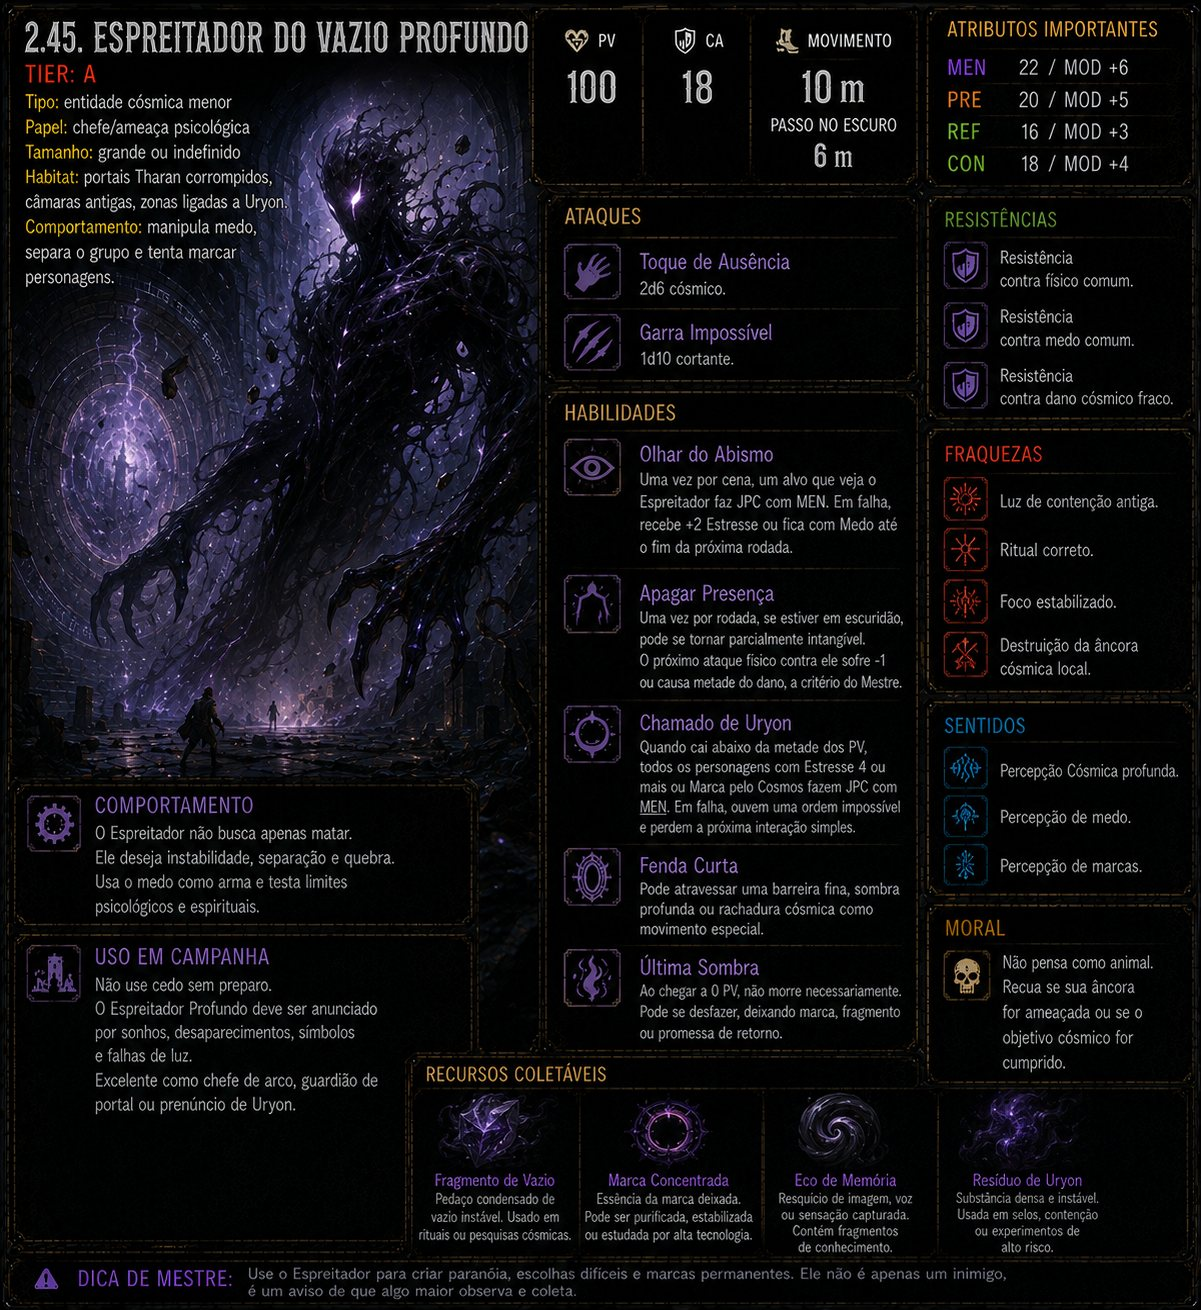 2.45. ESPREITADOR DO VAZIO PROFUNDO
TIER: A
Tipo: entidade cósmica menor
Papel: chefe/ameaça psicológica
Tamanho: grande ou indefinido
Habitat: portais Tharan corrompidos,
câmaras antigas, zonas ligadas a Uryon.
Comportamento: manipula medo,
separa o grupo e tenta marcar
personagens.
PV
100
CA
18
MOVIMENTO
10 m
PASSO NO ESCURO
6 m
ATRIBUTOS IMPORTANTES
MEN 22 / MOD +6
PRE 20 / MOD +5
REF 16 / MOD +3
CON 18 / MOD +4
ATAQUES
Toque de Ausência
2d6 cósmico.
Garra Impossível
1d10 cortante.
HABILIDADES
Olhar do Abismo
Uma vez por cena, um alvo que veja o
Espreitador faz JPC com MEN. Em falha,
recebe +2 Estresse ou fica com Medo até
o fim da próxima rodada.
Apagar Presença
Uma vez por rodada, se estiver em escuridão,
pode se tornar parcialmente intangível.
O próximo ataque físico contra ele sofre -1
ou causa metade do dano, a critério do Mestre.
Chamado de Uryon
Quando cai abaixo da metade dos PV,
todos os personagens com Estresse 4 ou
mais ou Marca pelo Cosmos fazem JPC com
MEN. Em falha, ouvem uma ordem impossível
e perdem a próxima interação simples.
Fenda Curta
Pode atravessar uma barreira fina, sombra
profunda ou rachadura cósmica como
movimento especial.
Última Sombra
Ao chegar a 0 PV, não morre necessariamente.
Pode se desfazer, deixando marca, fragmento
ou promessa de retorno.
RESISTÊNCIAS
Resistência
contra físico comum.
Resistência
contra medo comum.
Resistência
contra dano cósmico fraco.
FRAQUEZAS
Luz de contenção antiga.
Ritual correto.
Foco estabilizado.
Destruição da âncora
cósmica local.
SENTIDOS
Percepção Cósmica profunda.
Percepção de medo.
Percepção de marcas.
MORAL
Não pensa como animal.
Recua se sua âncora
for ameaçada ou se o
objetivo cósmico for
cumprido.
COMPORTAMENTO
O Espreitador não busca apenas matar.
Ele deseja instabilidade, separação e quebra.
Usa o medo como arma e testa limites
psicológicos e espirituais.
USO EM CAMPANHA
Não use cedo sem preparo.
O Espreitador Profundo deve ser anunciado
por sonhos, desaparecimentos, símbolos
e falhas de luz.
Excelente como chefe de arco, guardião de
portal ou prenúncio de Uryon.
RECURSOS COLETÁVEIS
Fragmento de Vazio
Pedaço condensado de
vazio instável. Usado em
rituais ou pesquisas cósmicas.
Marca Concentrada
Essência da marca deixada.
Pode ser purificada, estabilizada
ou estudada por alta tecnologia.
Eco de Memória
Resquício de imagem, voz
ou sensação capturada.
Contém fragmentos
de conhecimento.
Resíduo de Uryon
Substância densa e instável.
Usada em selos, contenção
ou experimentos de
alto risco.
DICA DE MESTRE: Use o Espreitador para criar paranóia, escolhas difíceis e marcas permanentes. Ele não é apenas um inimigo,
é um aviso de que algo maior observa e coleta.